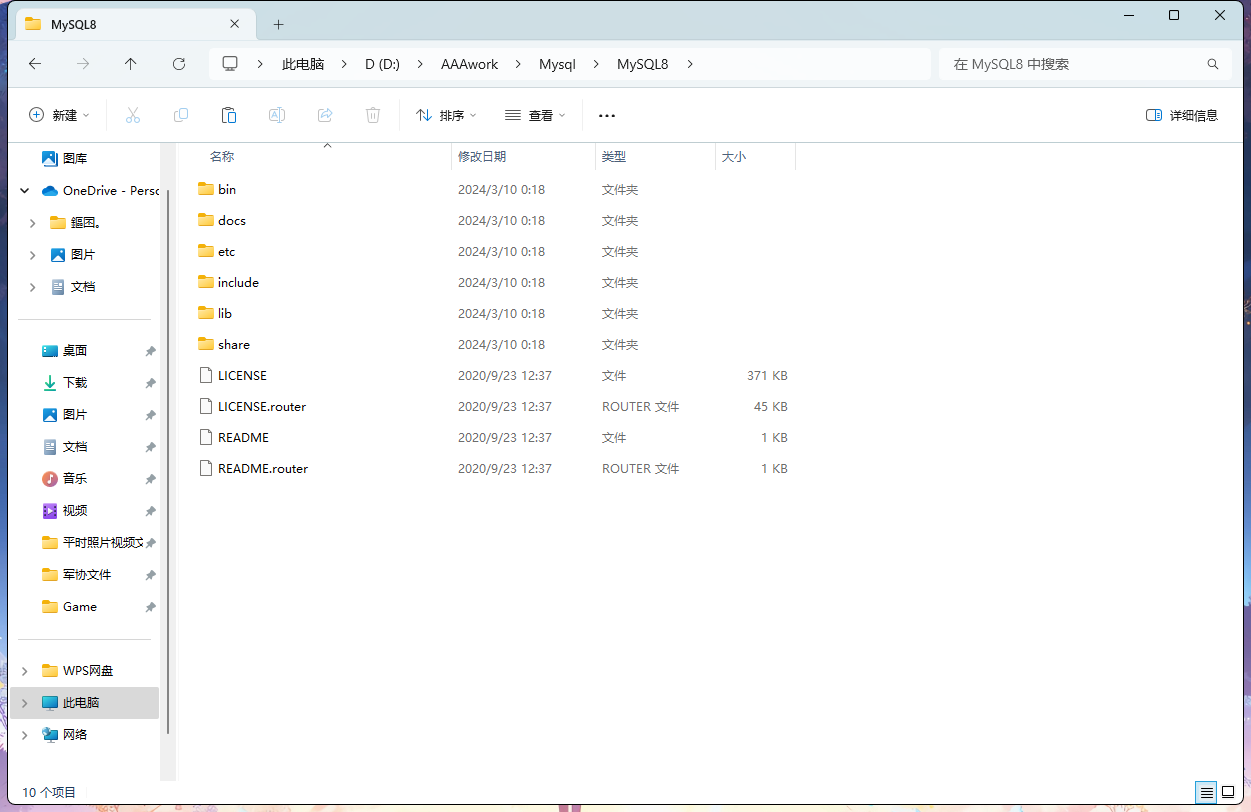 MySQL8
此电脑 D (D:) AAAwork Mysql MySQL8
在 MySQL8 中搜索
新建 排序 查看 详细信息
图库
OneDrive - Perso
图片
文档
桌面
下载
图片
文档
音乐
视频
平时照片视频文
军协文件
Game
WPS网盘
此电脑
网络
名称 修改日期 类型 大小
bin 2024/3/10 0:18 文件夹
docs 2024/3/10 0:18 文件夹
etc 2024/3/10 0:18 文件夹
include 2024/3/10 0:18 文件夹
lib 2024/3/10 0:18 文件夹
share 2024/3/10 0:18 文件夹
LICENSE 2020/9/23 12:37 文件 371 KB
LICENSE.router 2020/9/23 12:37 ROUTER 文件 45 KB
README 2020/9/23 12:37 文件 1 KB
README.router 2020/9/23 12:37 ROUTER 文件 1 KB
10 个项目